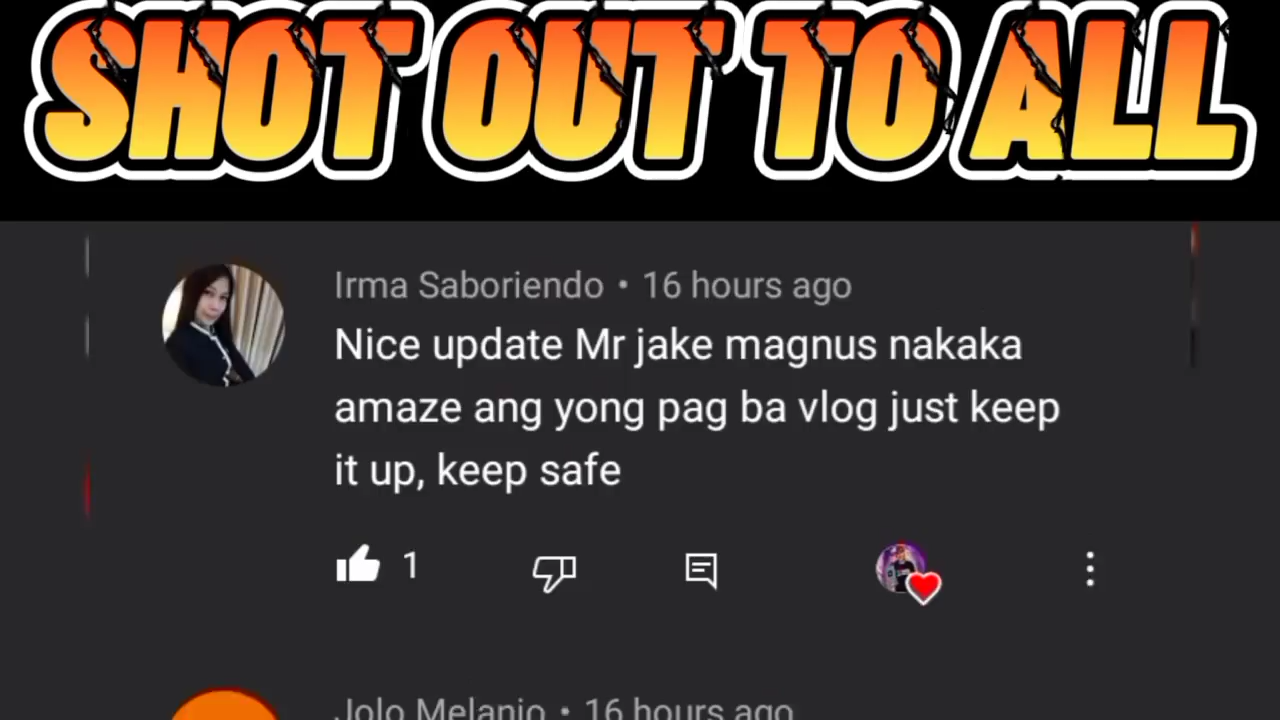 SHOT OUT TO ALL
Irma Saboriendo • 16 hours ago
Nice update Mr jake magnus nakaka
amaze ang yong pag ba vlog just keep
it up, keep safe
1
Jolo Melanio • 16 hours ago